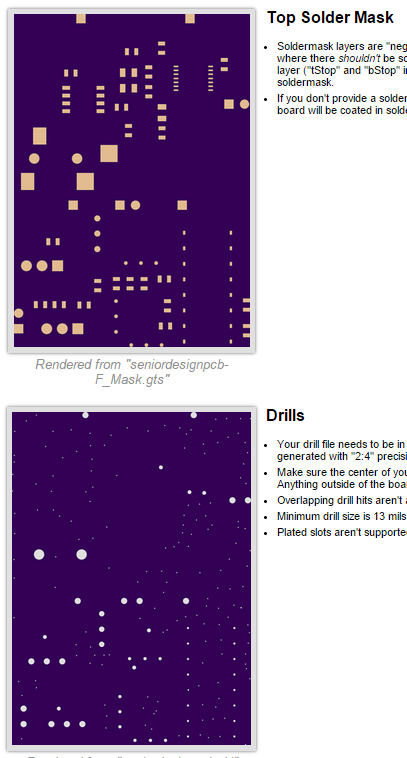 Top Solder Mask
Soldermask layers are "neg
where there shouldn't be so
layer ("tStop" and "bStop" i
soldermask.
If you don't provide a solder
board will be coated in solde
Rendered from "seniordesignpcb-
F_Mask.gts"
Drills
Your drill file needs to be in
generated with "2:4" precisi
Make sure the center of you
Anything outside of the boa
Overlapping drill hits aren't a
Minimum drill size is 13 mils
Plated slots aren't supporte